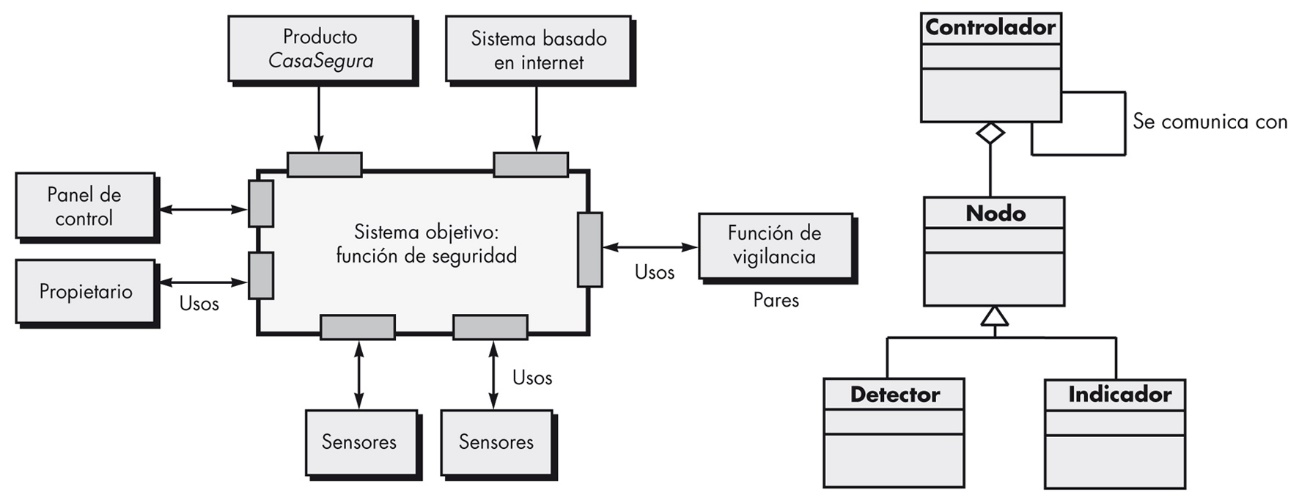 Producto
CasaSegura
Sistema basado
en internet
Panel de
control
Propietario
Usos
Sistema objetivo:
función de seguridad
Usos
Función de
vigilancia
Pares
Usos
Sensores
Sensores
Controlador
Se comunica con
Nodo
Detector
Indicador